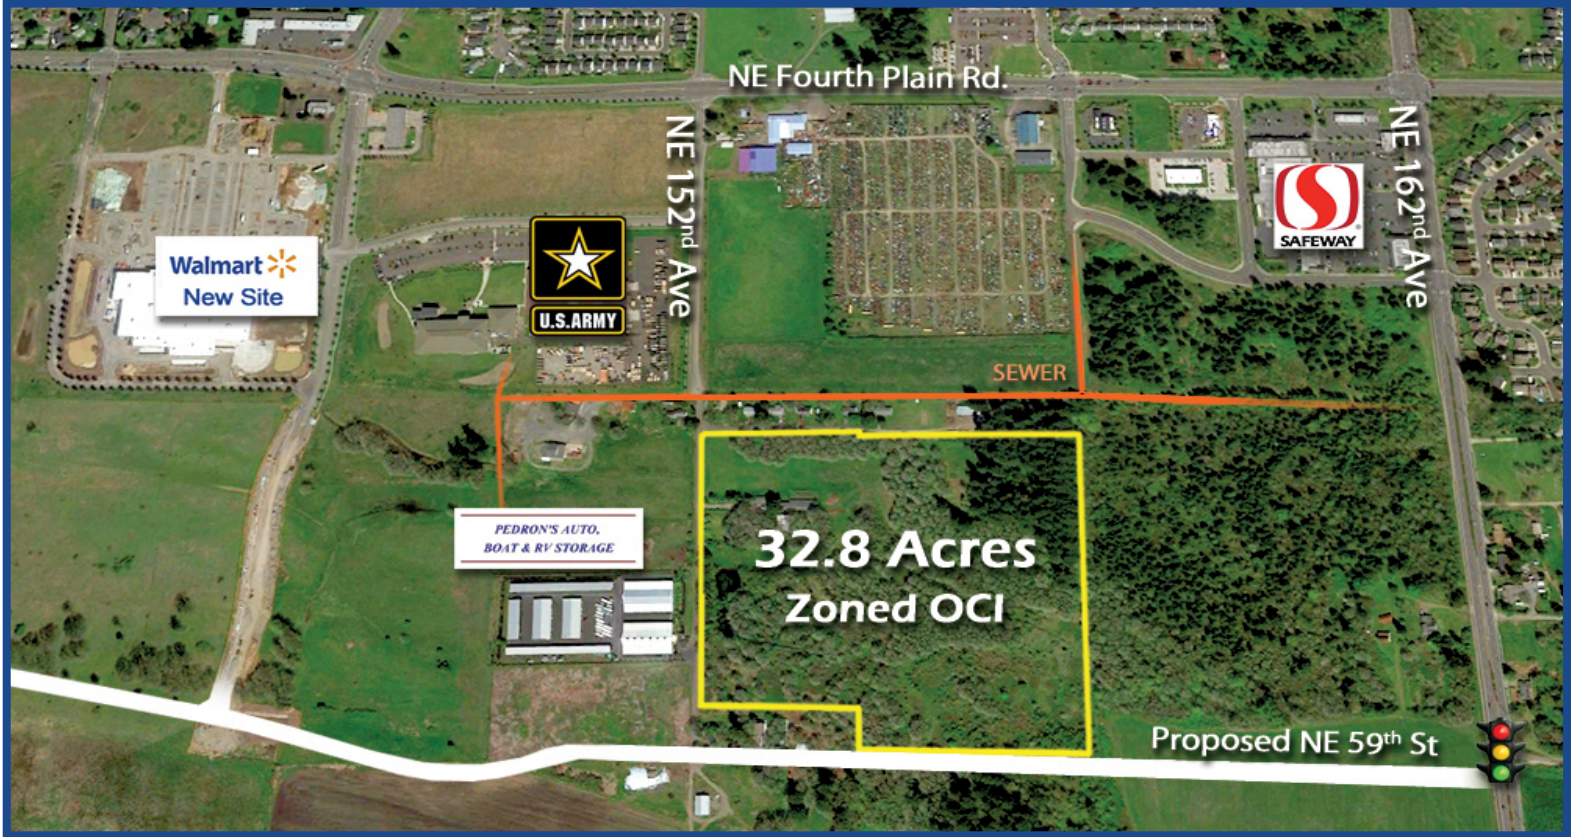 NE Fourth Plain Rd.
NE 152nd Ave
NE 162nd Ave
Walmart
New Site
U.S.ARMY
SAFEWAY
SEWER
PEDRON'S AUTO,
BOAT & RV STORAGE
32.8 Acres
Zoned OCI
Proposed NE 59th St